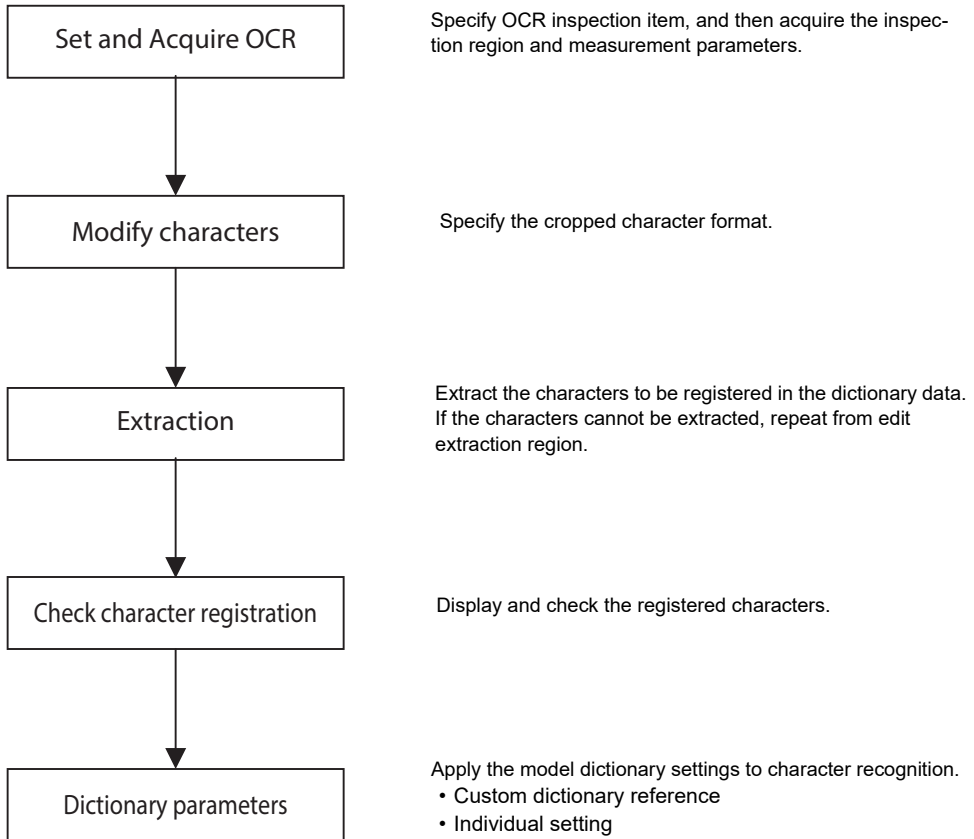 Set and Acquire OCR
Specify OCR inspection item, and then acquire the inspec-
tion region and measurement parameters.
Modify characters
Specify the cropped character format.
Extraction
Extract the characters to be registered in the dictionary data.
If the characters cannot be extracted, repeat from edit
extraction region.
Check character registration
Display and check the registered characters.
Dictionary parameters
Apply the model dictionary settings to character recognition.
• Custom dictionary reference
• Individual setting